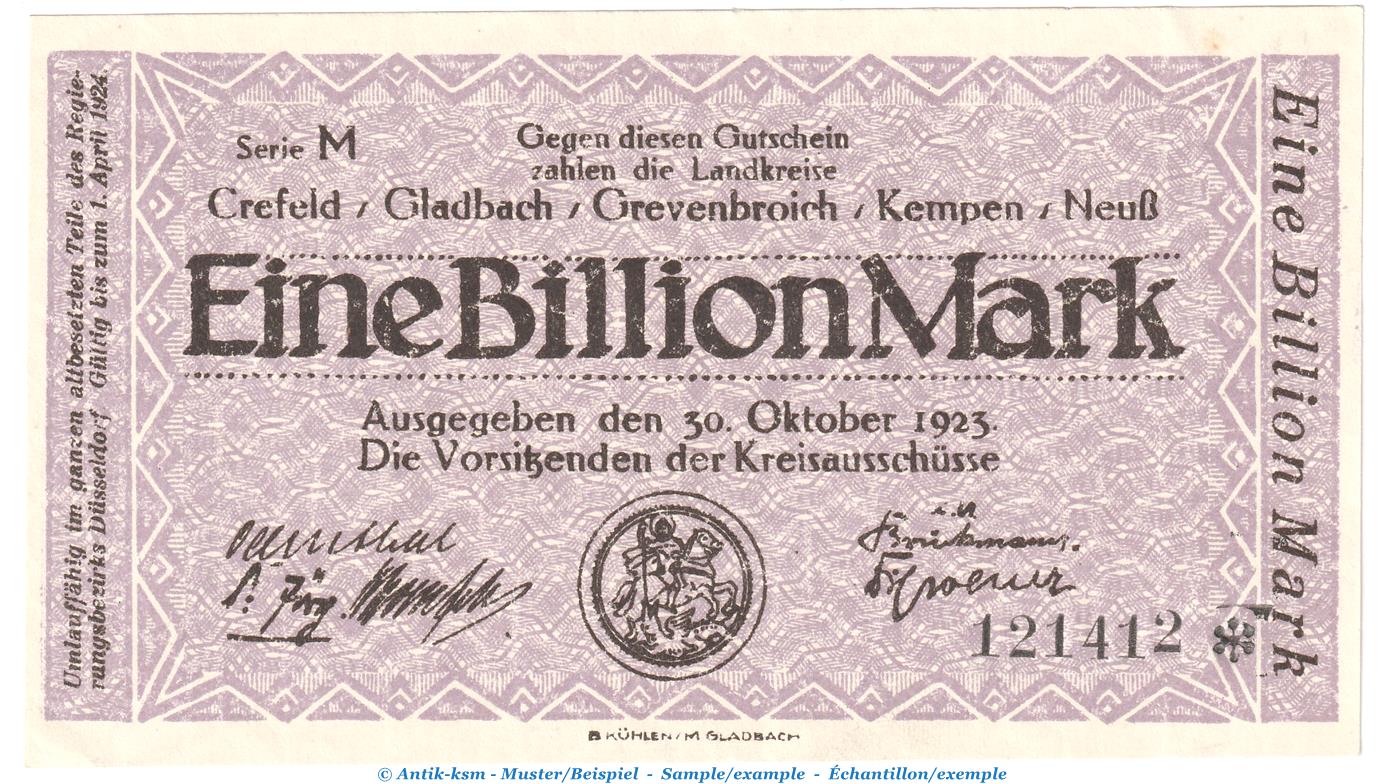 Umlauffähig im ganzen altbesetzten Teile des Regie-
rungsbezirks Düsseldorf Gültig bis zum 1. April 1924.
Serie M
Gegen diesen Gutschein
zahlen die Landkreise
Crefeld / Gladbach / Grevenbroich / Kempen / Neuß
Eine Billion Mark
Ausgegeben den 30. Oktober 1923.
Die Vorsitzenden der Kreisausschüsse
121412
Eine Billion Mark
B KÜHLEN / M GLADBACH
© Antik-ksm - Muster/Beispiel - Sample/example - Échantillon/exemple